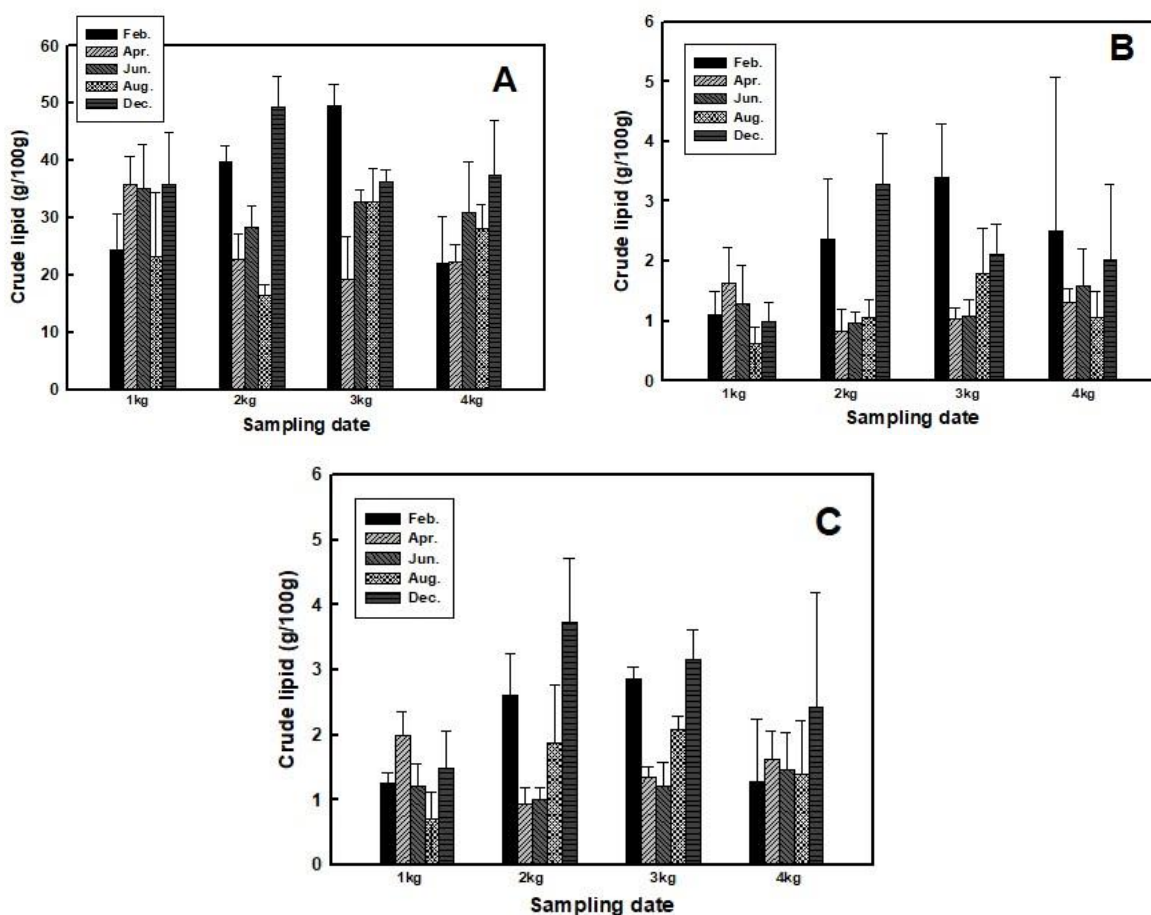 Feb.
Apr.
Jun.
Aug.
Dec.
A
60
50
40
30
20
10
0
Crude lipid (g/100g)
1kg 2kg 3kg 4kg
Sampling date
B
Feb.
Apr.
Jun.
Aug.
Dec.
6
5
4
3
2
1
0
Crude lipid (g/100g)
1kg 2kg 3kg 4kg
Sampling date
C
Feb.
Apr.
Jun.
Aug.
Dec.
6
5
4
3
2
1
0
Crude lipid (g/100g)
1kg 2kg 3kg 4kg
Sampling date